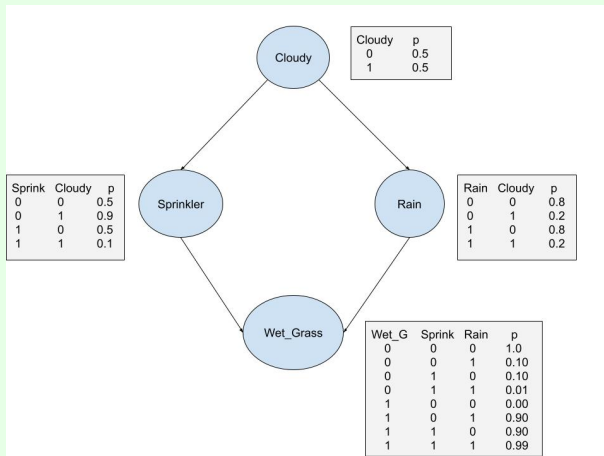 Cloudy
Cloudy p
0 0.5
1 0.5
Sprink Cloudy p
0 0 0.5
0 1 0.9
1 0 0.5
1 1 0.1
Sprinkler
Rain
Rain Cloudy p
0 0 0.8
0 1 0.2
1 0 0.8
1 1 0.2
Wet_Grass
Wet_G Sprink Rain p
0 0 0 1.0
0 0 1 0.10
0 1 0 0.10
0 1 1 0.01
1 0 0 0.00
1 0 1 0.90
1 1 0 0.90
1 1 1 0.99